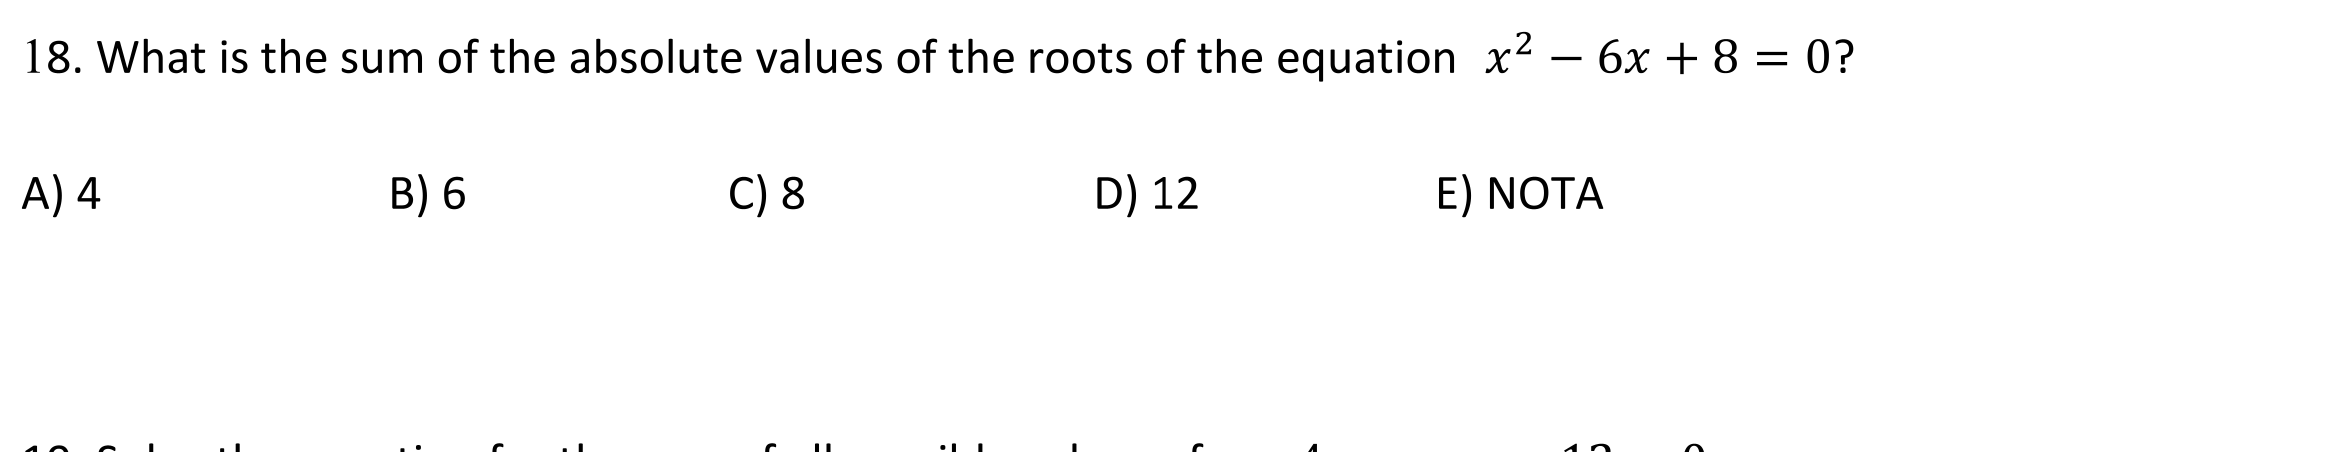 18. What is the sum of the absolute values of the roots of the equation x² − 6x + 8 = 0?
A) 4 B) 6 C) 8 D) 12 E) NOTA